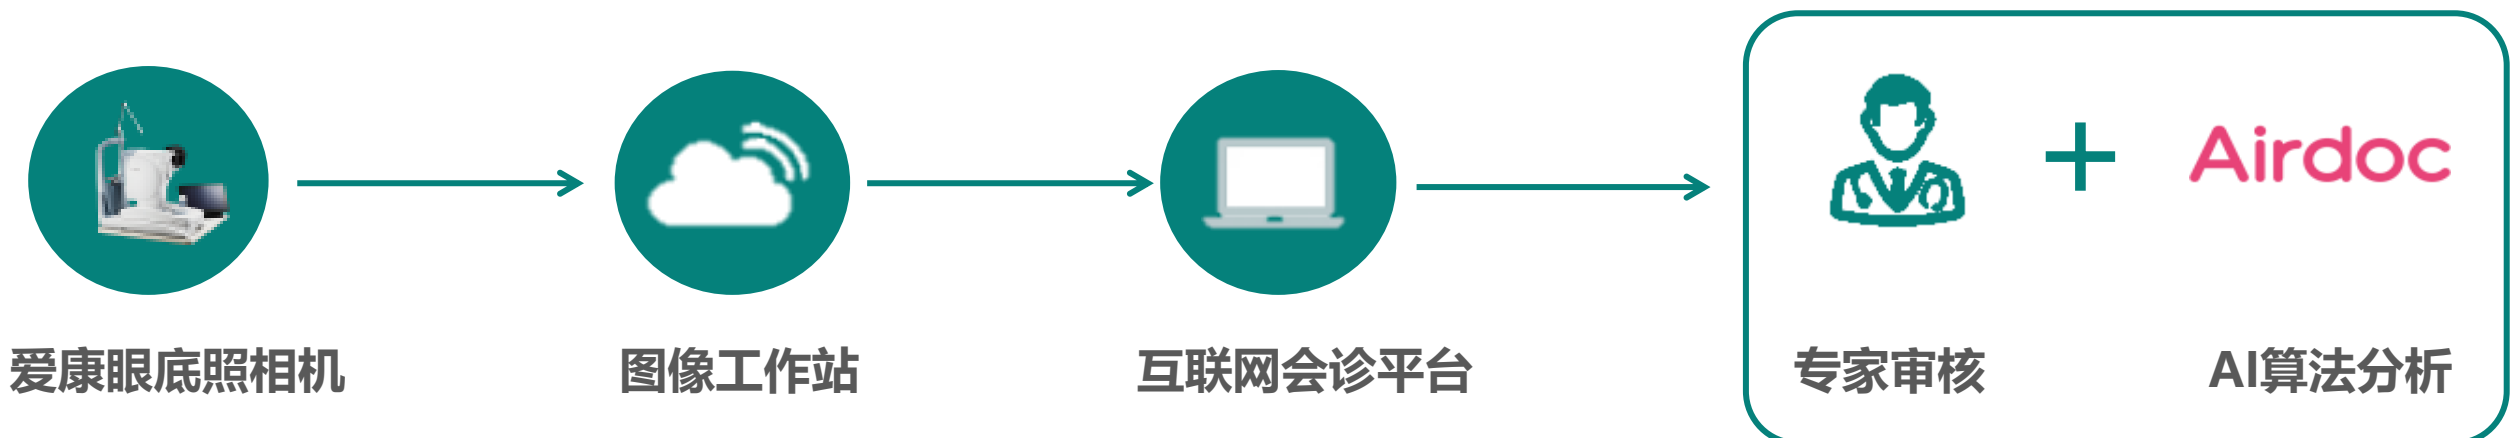 Airdoc
爱康眼底照相机
图像工作站
互联网会诊平台
专家审核
AI算法分析